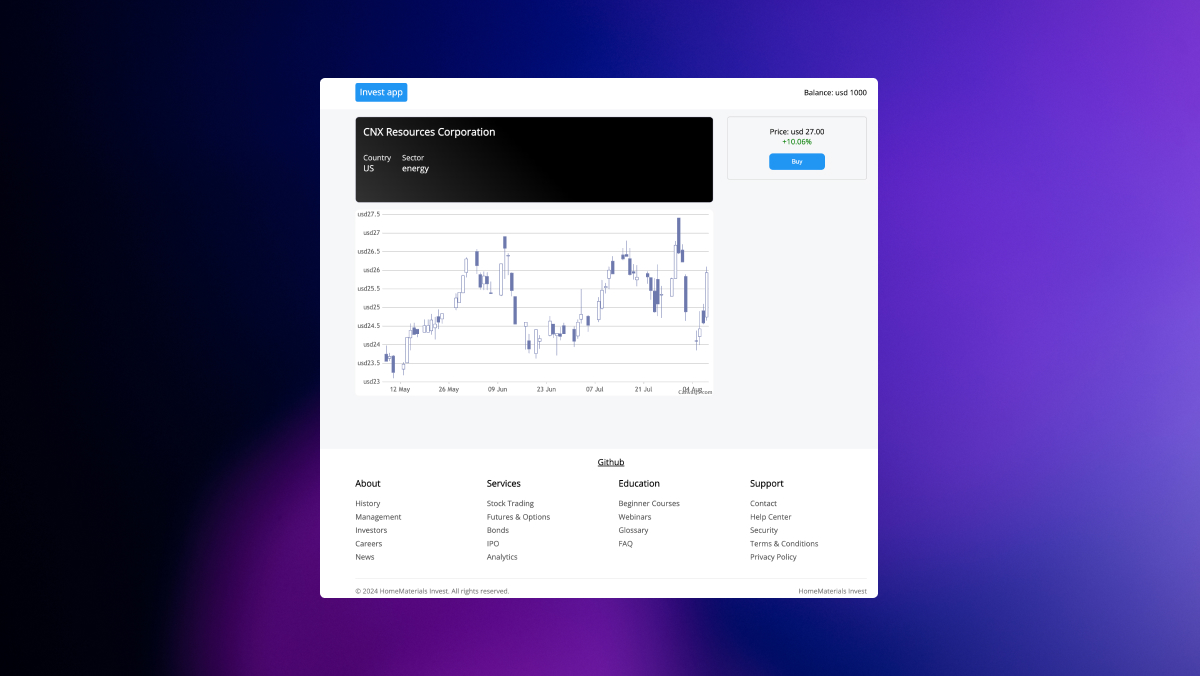 Invest app
Balance: usd 1000
CNX Resources Corporation
Country Sector
US energy
Price: usd 27.00
+10.06%
Buy
usd27.5
usd27
usd26.5
usd26
usd25.5
usd25
usd24.5
usd24
usd23.5
usd23
12 May 26 May 09 Jun 23 Jun 07 Jul 21 Jul 04 Aug
Github
About Services Education Support
History Stock Trading Beginner Courses Contact
Management Futures & Options Webinars Help Center
Investors Bonds Glossary Security
Careers IPO FAQ Terms & Conditions
News Analytics Privacy Policy
© 2024 HomeMaterials Invest. All rights reserved. HomeMaterials Invest